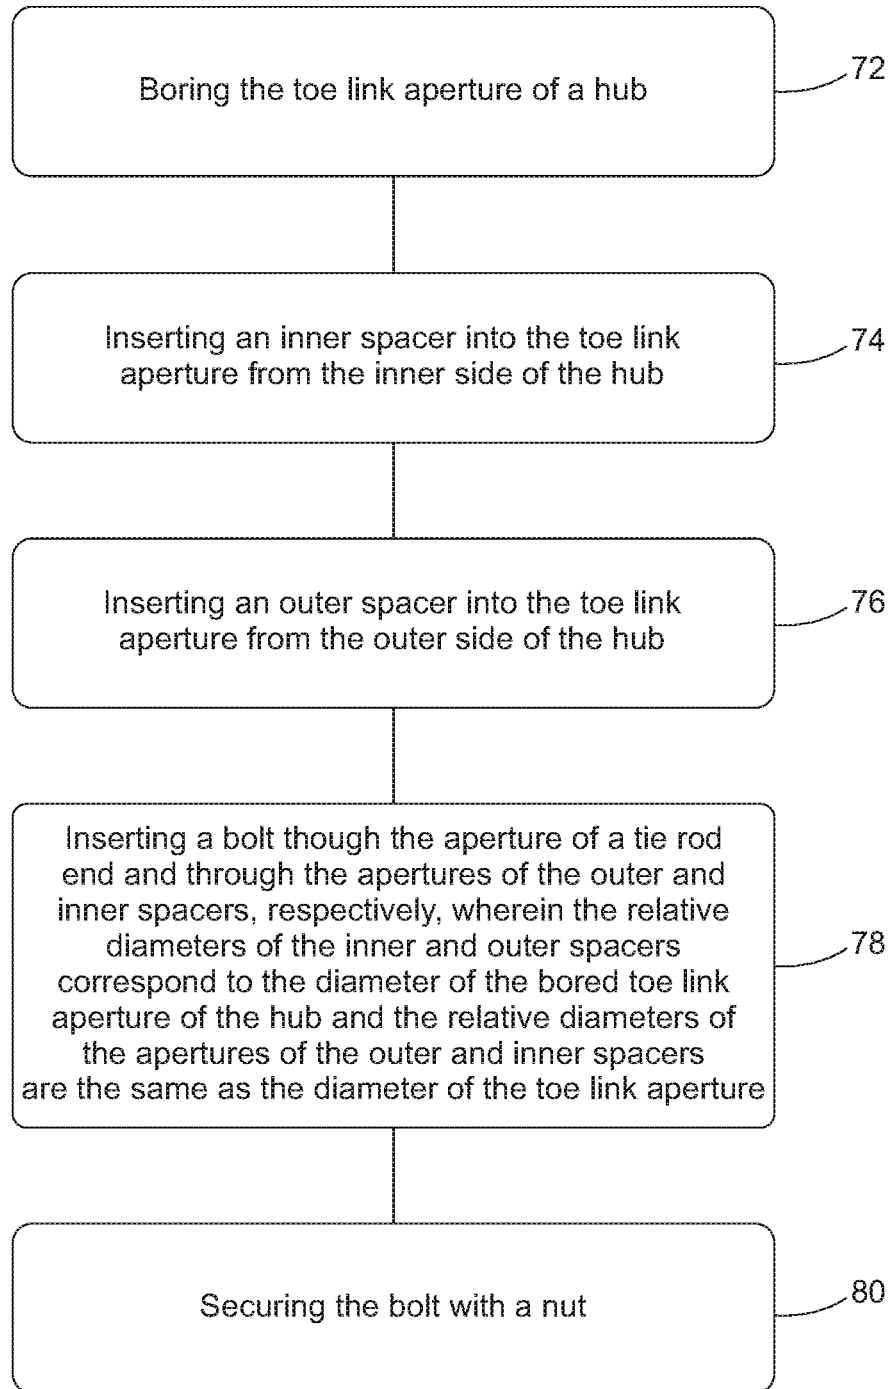 Boring the toe link aperture of a hub
72
Inserting an inner spacer into the toe link
aperture from the inner side of the hub
74
Inserting an outer spacer into the toe link
aperture from the outer side of the hub
76
Inserting a bolt though the aperture of a tie rod
end and through the apertures of the outer and
inner spacers, respectively, wherein the relative
diameters of the inner and outer spacers
correspond to the diameter of the bored toe link
aperture of the hub and the relative diameters of
the apertures of the outer and inner spacers
are the same as the diameter of the toe link aperture
78
Securing the bolt with a nut
80